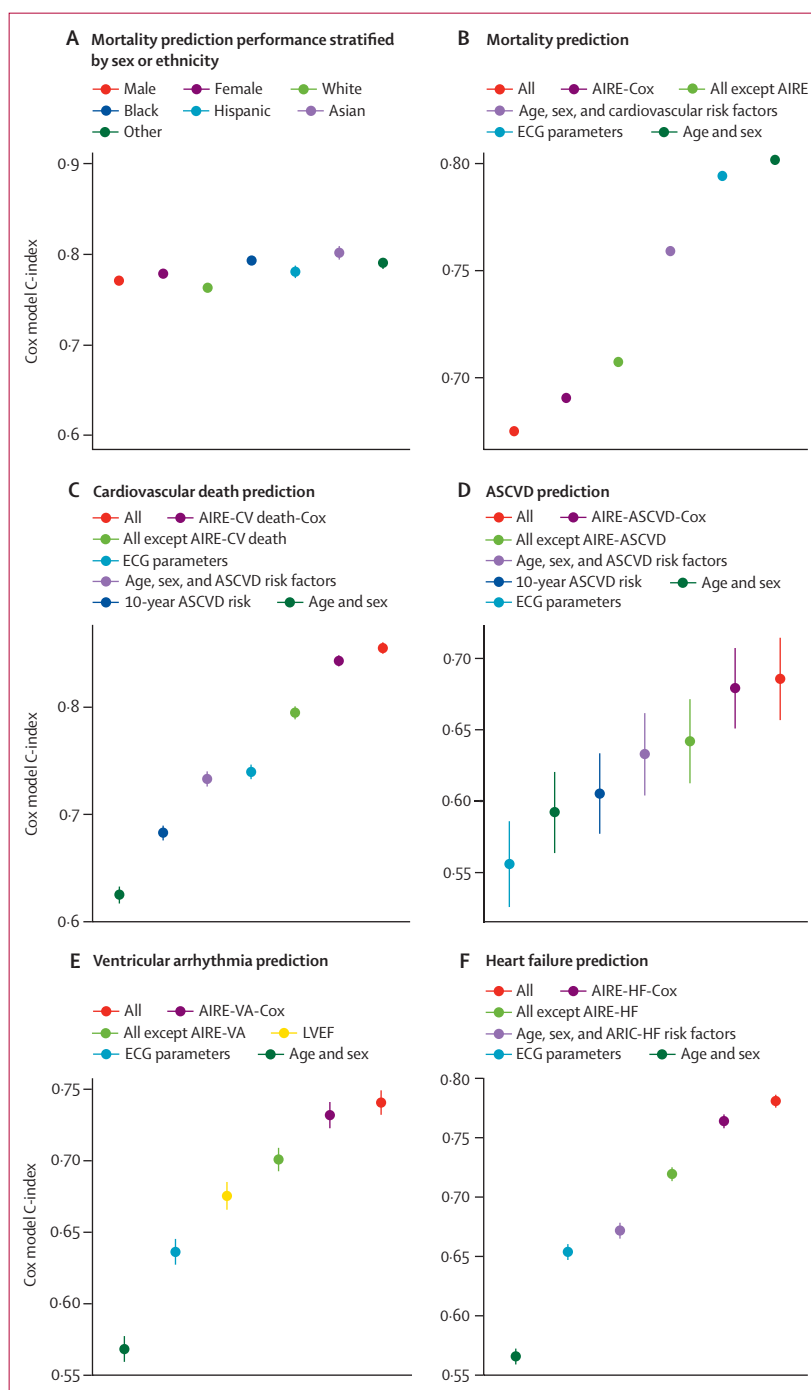 A Mortality prediction performance stratified
by sex or ethnicity
Male Female White
Black Hispanic Asian
Other
0·9
0·8
0·7
0·6
Cox model C-index
B Mortality prediction
All AIRE-Cox All except AIRE
Age, sex, and cardiovascular risk factors
ECG parameters Age and sex
0·80
0·75
0·70
C Cardiovascular death prediction
All AIRE-CV death-Cox
All except AIRE-CV death
ECG parameters
Age, sex, and ASCVD risk factors
10-year ASCVD risk Age and sex
0·8
0·7
0·6
Cox model C-index
D ASCVD prediction
All AIRE-ASCVD-Cox
All except AIRE-ASCVD
Age, sex, and ASCVD risk factors
10-year ASCVD risk Age and sex
ECG parameters
0·70
0·65
0·60
0·55
E Ventricular arrhythmia prediction
All AIRE-VA-Cox
All except AIRE-VA LVEF
ECG parameters Age and sex
0·75
0·70
0·65
0·60
0·55
Cox model C-index
F Heart failure prediction
All AIRE-HF-Cox
All except AIRE-HF
Age, sex, and ARIC-HF risk factors
ECG parameters Age and sex
0·80
0·75
0·70
0·65
0·60
0·55